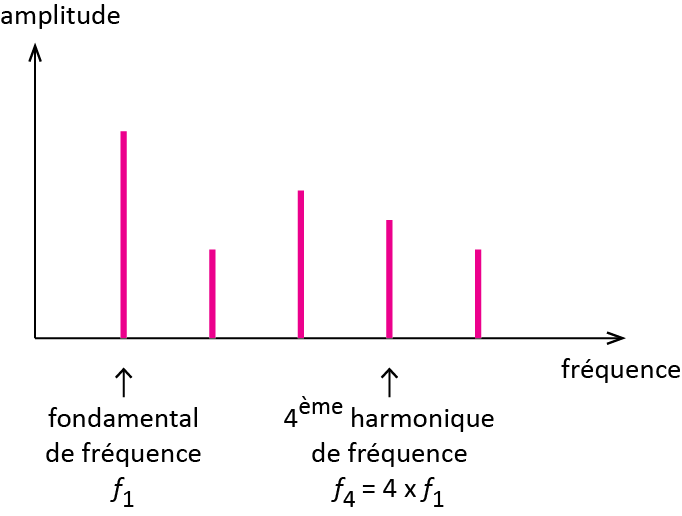 amplitude
fréquence
fondamental
de fréquence
f1
4ème harmonique
de fréquence
f4 = 4 x f1